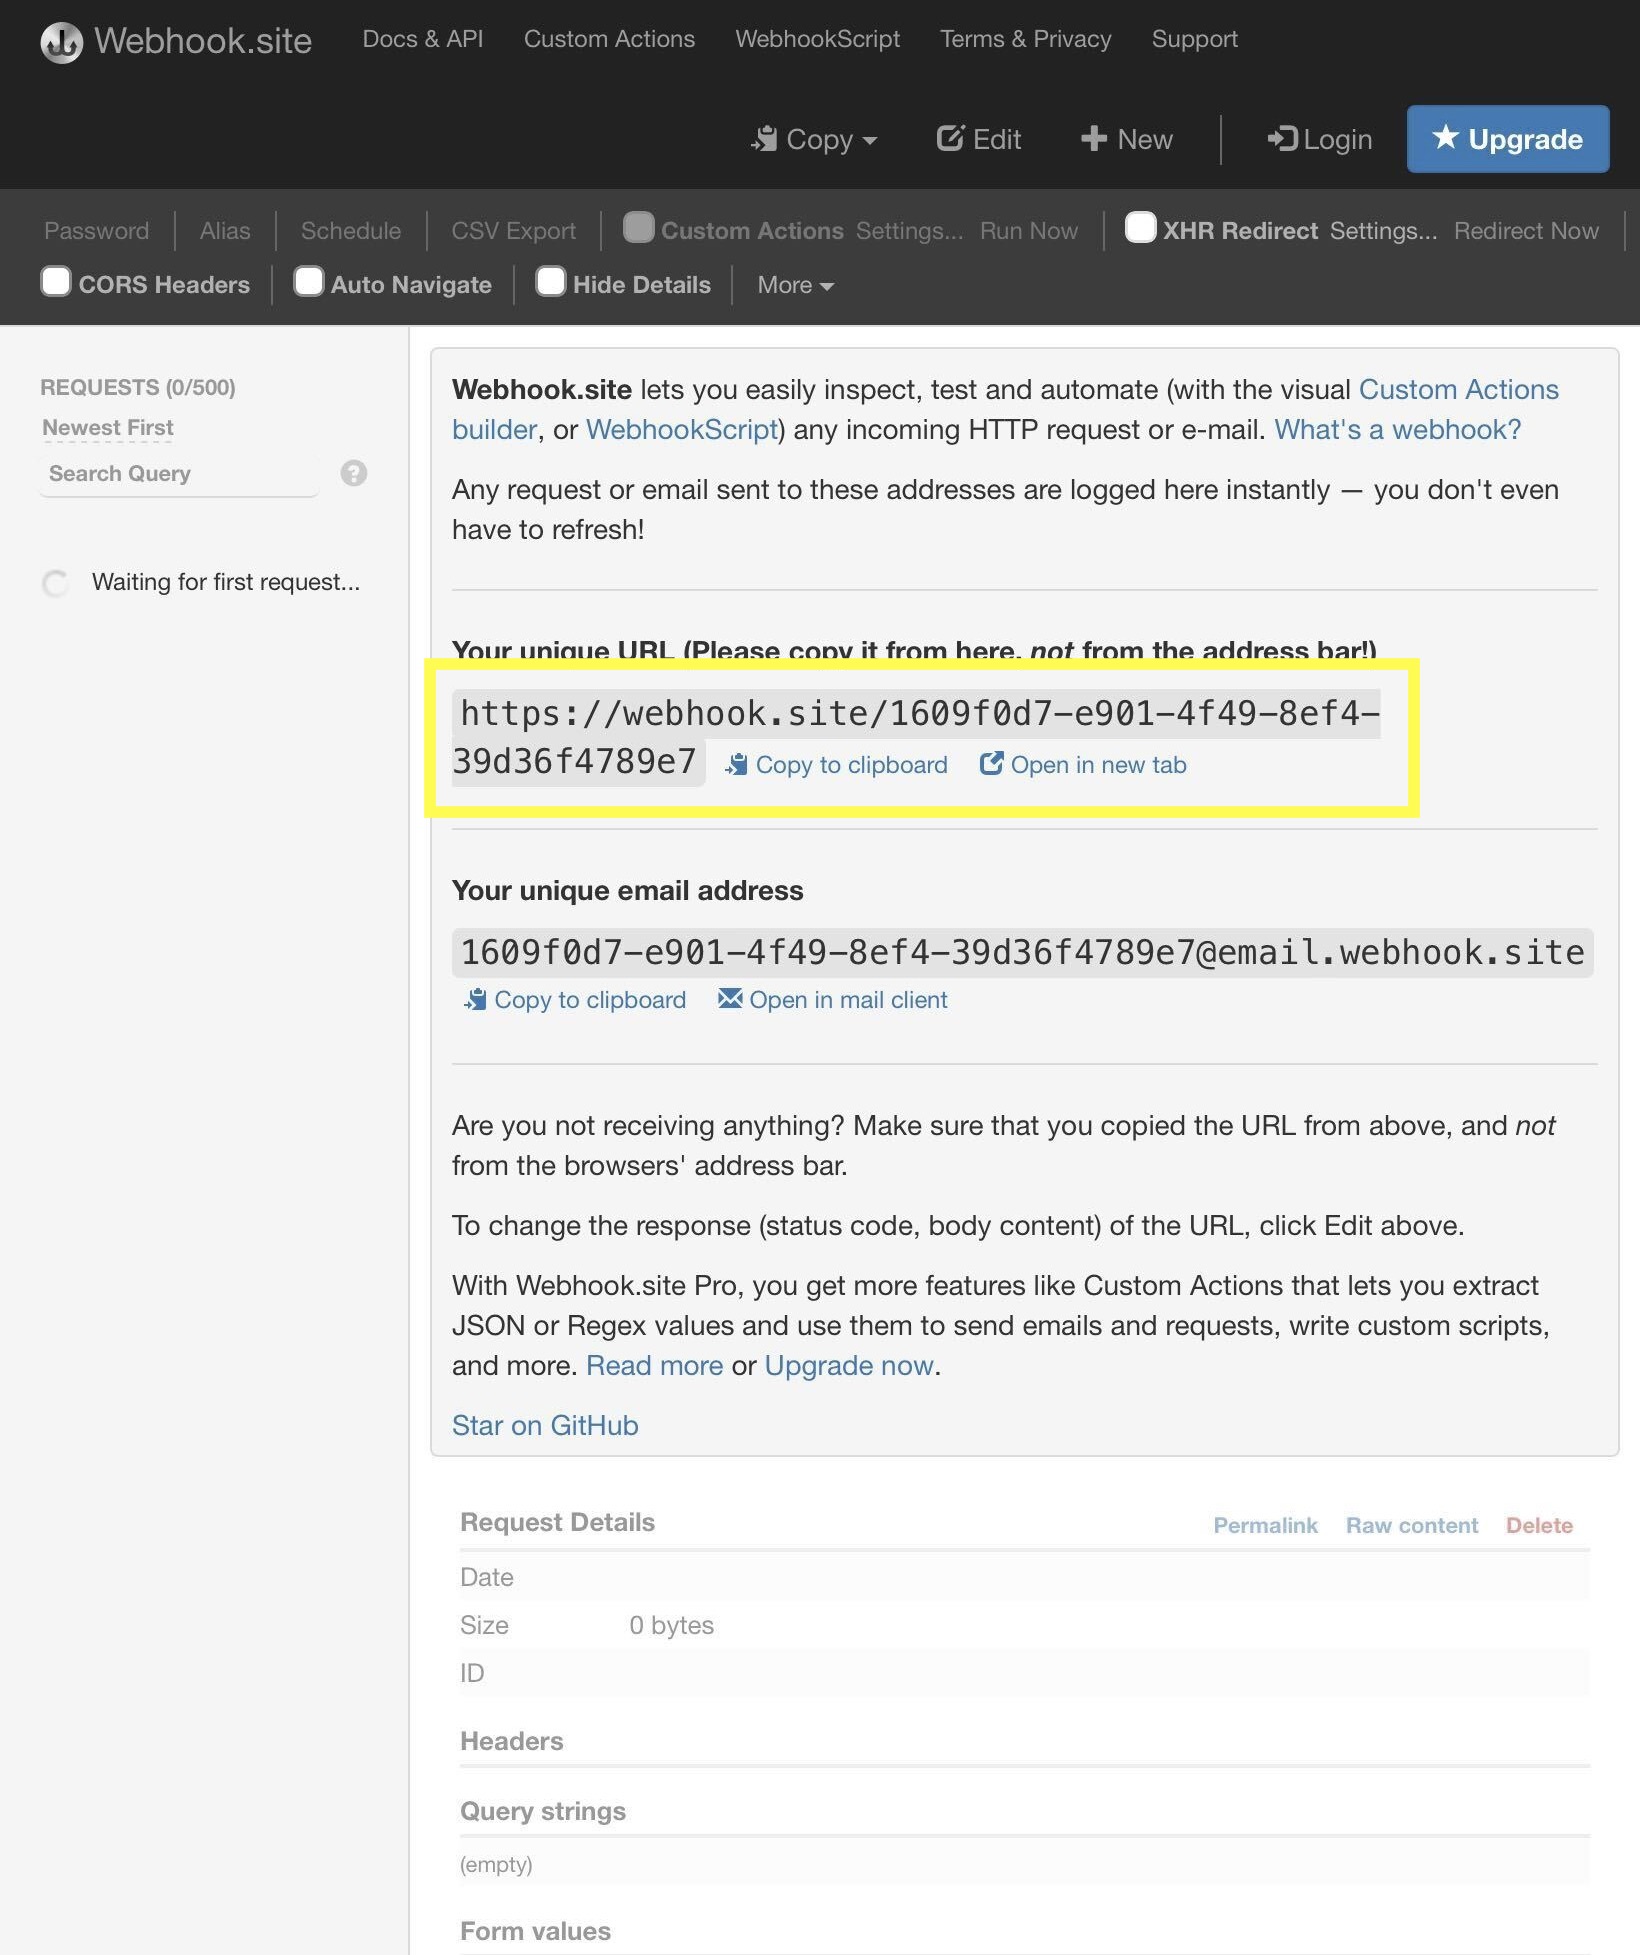 Webhook.site Docs & API Custom Actions WebhookScript Terms & Privacy Support
Copy Edit New Login Upgrade
Password Alias Schedule CSV Export Custom Actions Settings... Run Now XHR Redirect Settings... Redirect Now
CORS Headers Auto Navigate Hide Details More
REQUESTS (0/500)
Newest First
Search Query ?
Waiting for first request...
Webhook.site lets you easily inspect, test and automate (with the visual Custom Actions
builder, or WebhookScript) any incoming HTTP request or e-mail. What's a webhook?
Any request or email sent to these addresses are logged here instantly — you don't even
have to refresh!
Your unique URL (Please copy it from here, not from the address bar!)
https://webhook.site/1609f0d7-e901-4f49-8ef4-
39d36f4789e7 Copy to clipboard Open in new tab
Your unique email address
1609f0d7-e901-4f49-8ef4-39d36f4789e7@email.webhook.site
Copy to clipboard Open in mail client
Are you not receiving anything? Make sure that you copied the URL from above, and not
from the browsers' address bar.
To change the response (status code, body content) of the URL, click Edit above.
With Webhook.site Pro, you get more features like Custom Actions that lets you extract
JSON or Regex values and use them to send emails and requests, write custom scripts,
and more. Read more or Upgrade now.
Star on GitHub
Request Details Permalink Raw content Delete
Date
Size 0 bytes
ID
Headers
Query strings
(empty)
Form values